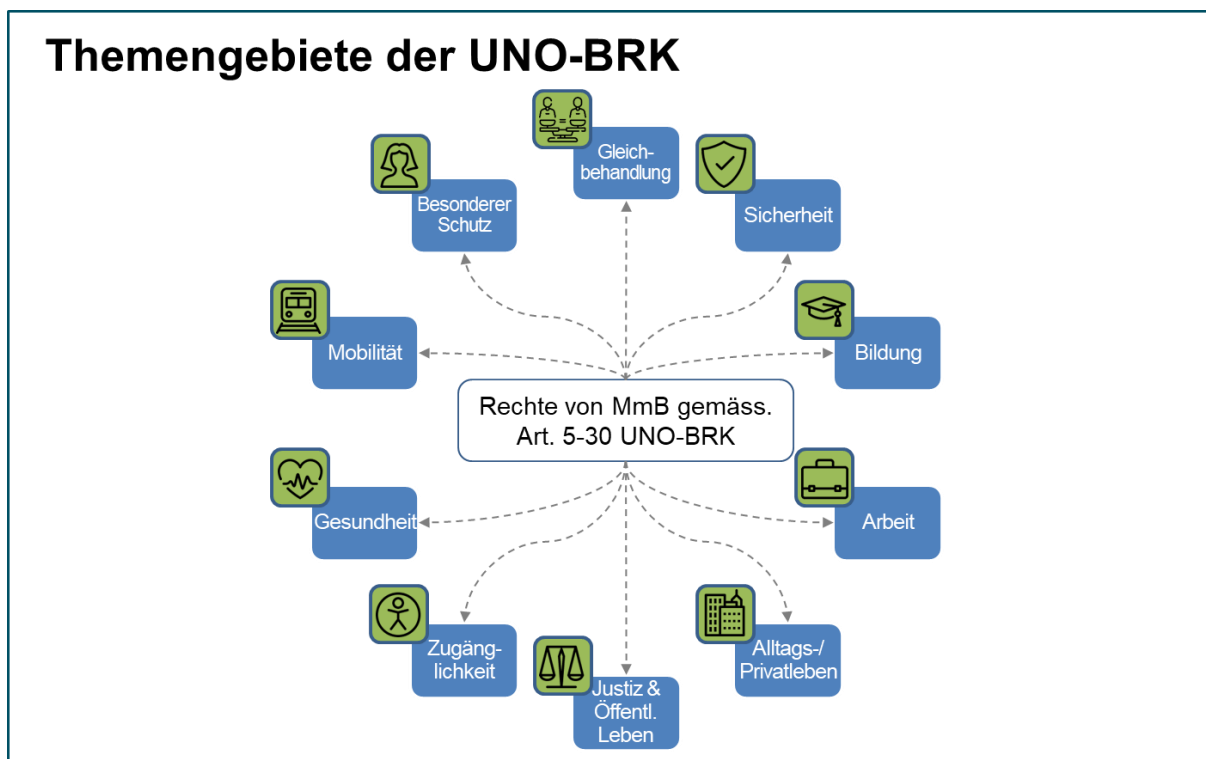 Themengebiete der UNO-BRK
Gleich-
behandlung
Besonderer
Schutz
Sicherheit
Mobilität
Bildung
Rechte von MmB gemäss.
Art. 5-30 UNO-BRK
Gesundheit
Arbeit
Zugäng-
lichkeit
Alltags-/
Privatleben
Justiz &
Öffentl.
Leben